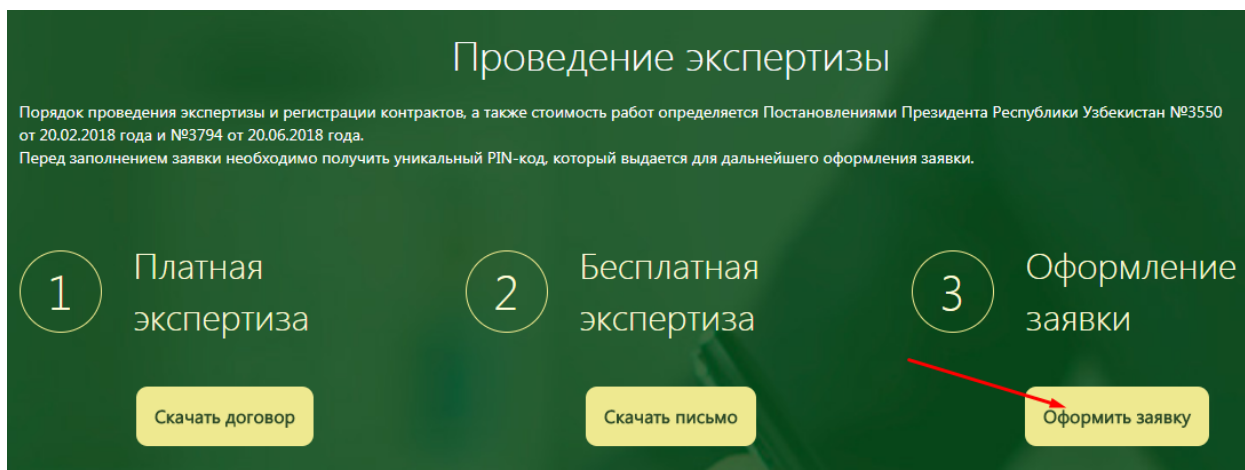 Проведение экспертизы
Порядок проведения экспертизы и регистрации контрактов, а также стоимость работ определяется Постановлениями Президента Республики Узбекистан №3550
от 20.02.2018 года и №3794 от 20.06.2018 года.
Перед заполнением заявки необходимо получить уникальный PIN-код, который выдается для дальнейшего оформления заявки.
1
Платная
экспертиза
Скачать договор
2
Бесплатная
экспертиза
Скачать письмо
3
Оформление
заявки
Оформить заявку